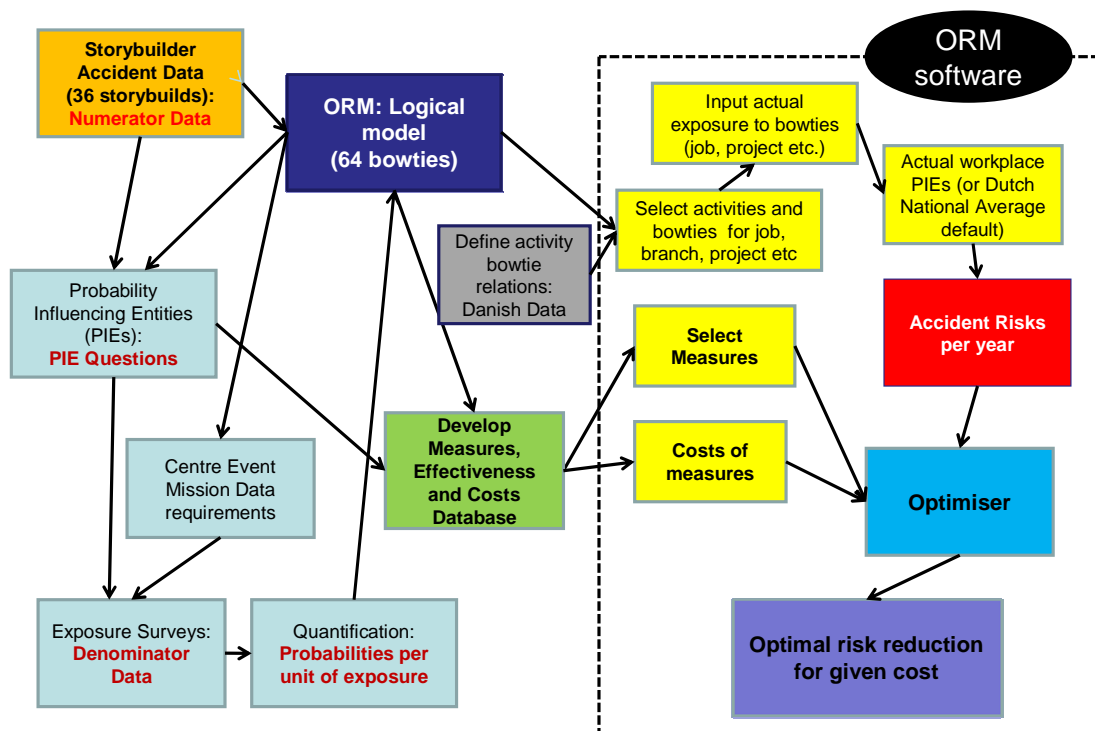 Storybuilder
Accident Data
(36 storybuilds):
Numerator Data
ORM: Logical
model
(64 bowties)
ORM
software
Input actual
exposure to bowties
(job, project etc.)
Actual workplace
PIEs (or Dutch
National Average
default)
Select activities and
bowties for job,
branch, project etc
Define activity
bowtie
relations:
Danish Data
Probability
Influencing Entities
(PIEs):
PIE Questions
Accident Risks
per year
Select
Measures
Develop
Measures,
Effectiveness
and Costs
Database
Costs of
measures
Centre Event
Mission Data
requirements
Optimiser
Exposure Surveys:
Denominator
Data
Quantification:
Probabilities per
unit of exposure
Optimal risk reduction
for given cost